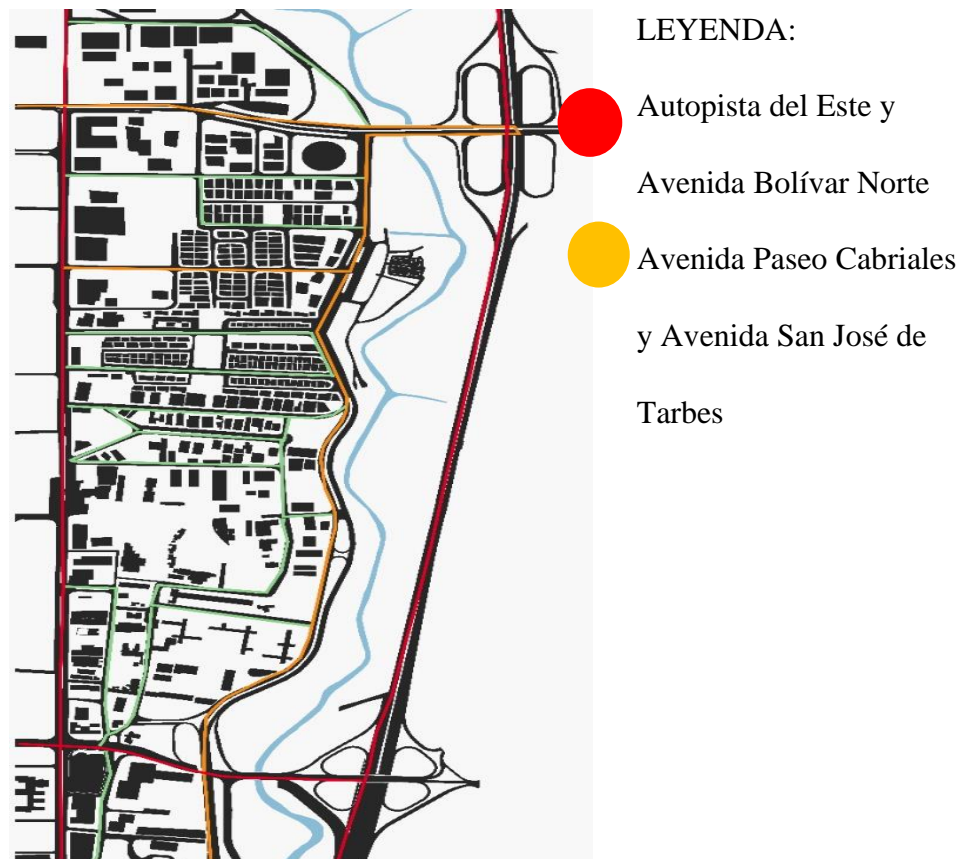 LEYENDA:
Autopista del Este y
Avenida Bolívar Norte
Avenida Paseo Cabriales
y Avenida San José de
Tarbes